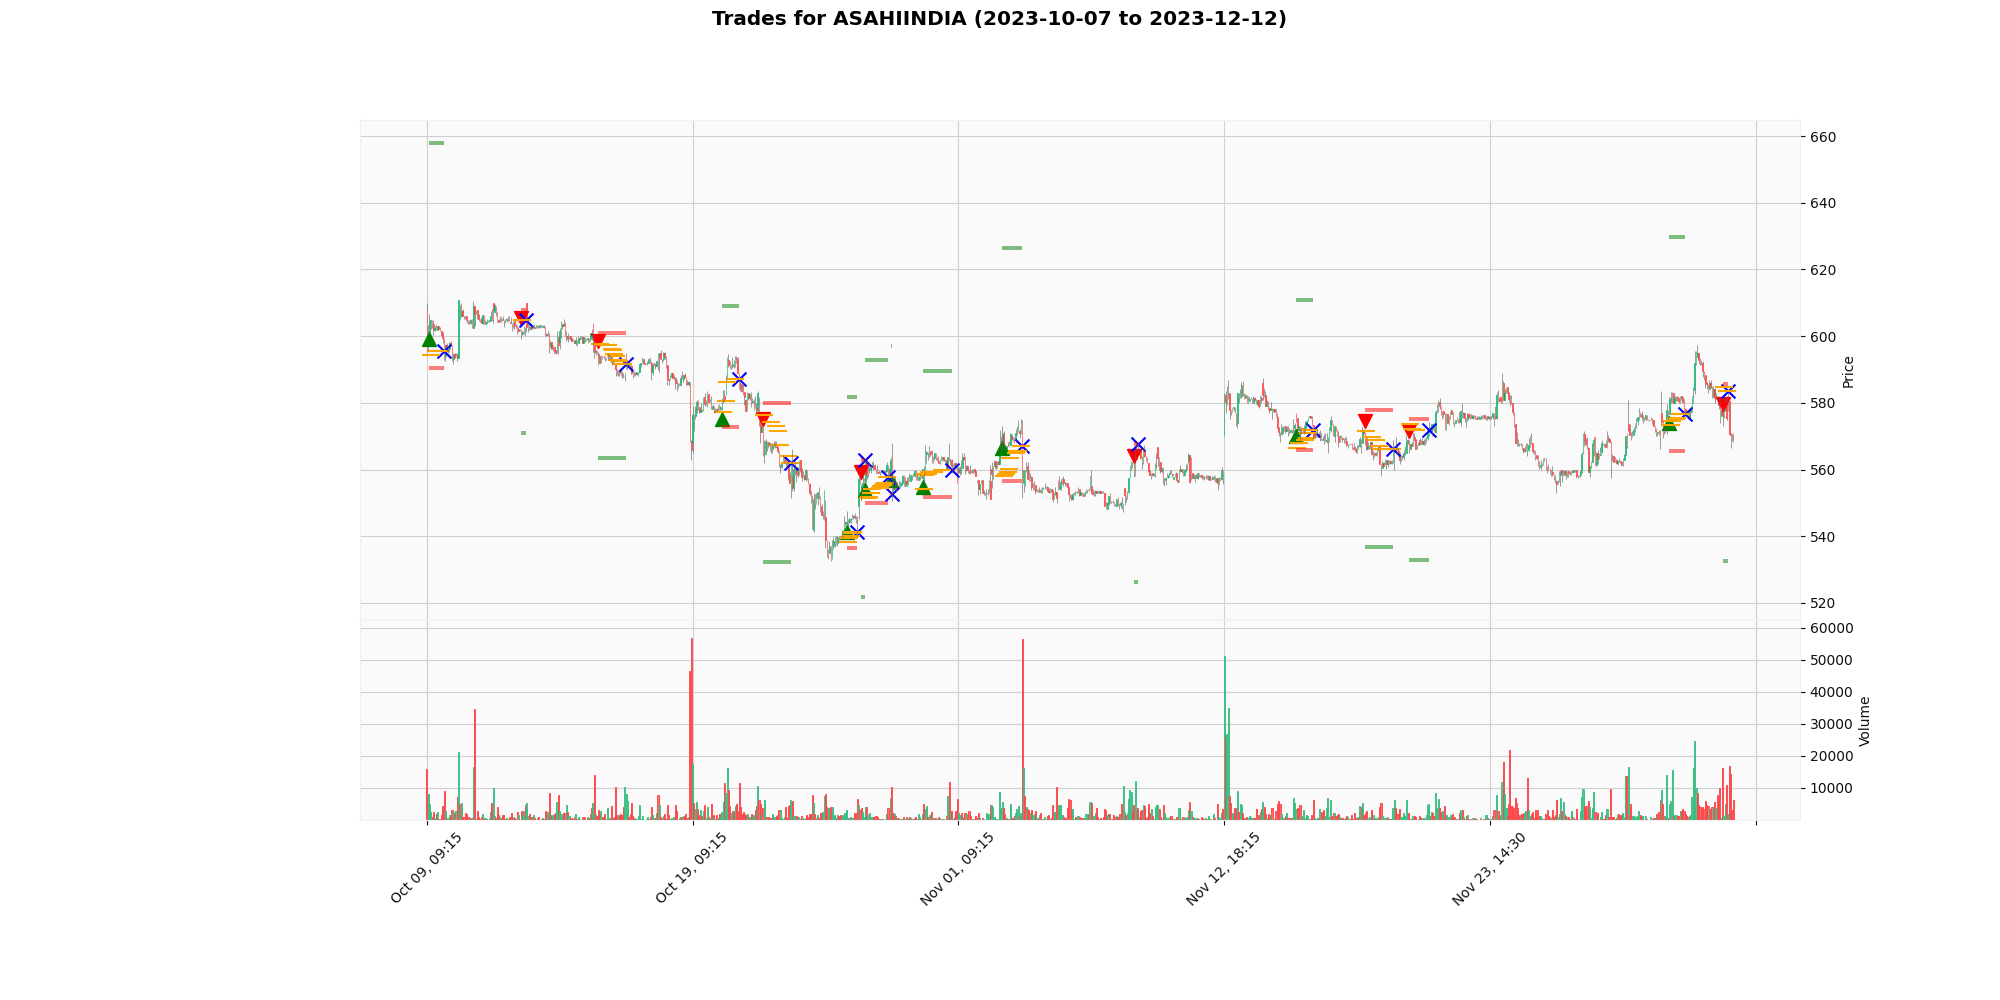 Trades for ASAHIINDIA (2023-10-07 to 2023-12-12)
660
640
620
600
580
560
540
520
Price
60000
50000
40000
30000
20000
10000
Volume
Oct 09, 09:15
Oct 19, 09:15
Nov 01, 09:15
Nov 12, 18:15
Nov 23, 14:30